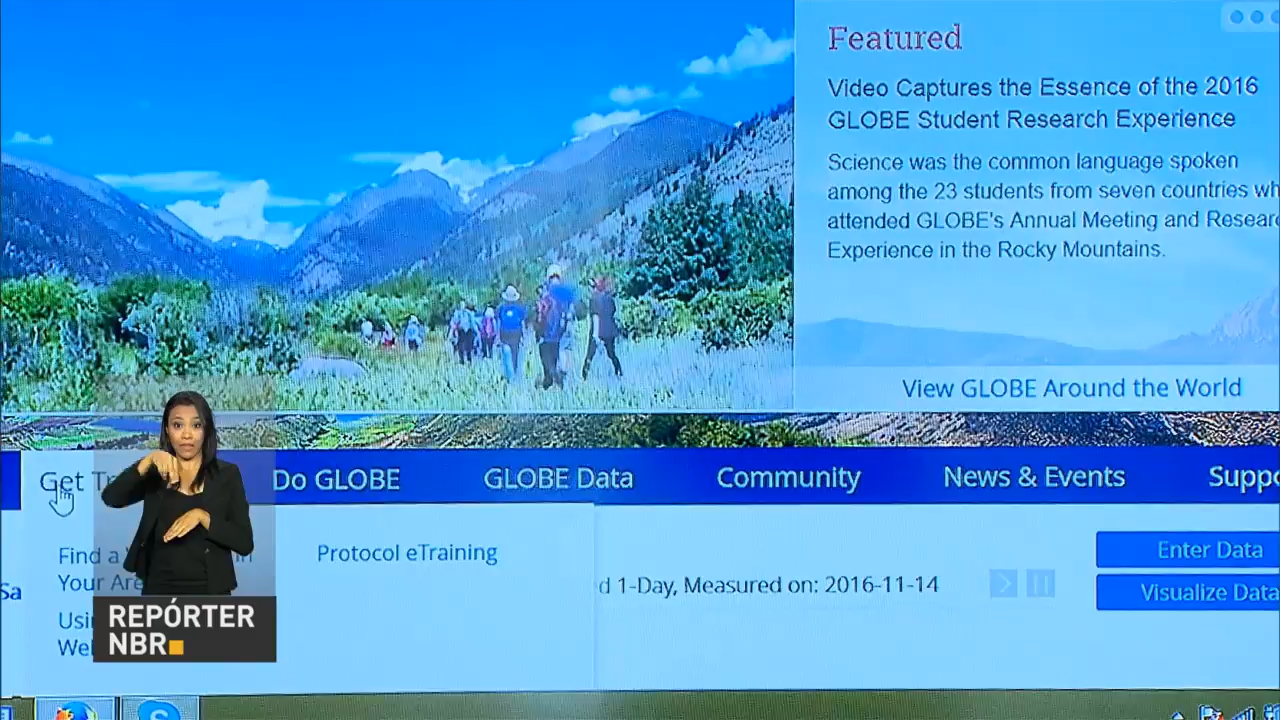 Featured
Video Captures the Essence of the 2016
GLOBE Student Research Experience
Science was the common language spoken
among the 23 students from seven countries
attended GLOBE's Annual Meeting and
Experience in the Rocky Mountains.
View GLOBE Around the World
Get
Do GLOBE
GLOBE Data
Community
News & Events
Find a
Your
Protocol eTraining
1-Day, Measured on: 2016-11-14
Enter Data
Visualize Data
REPÓRTER
NBR